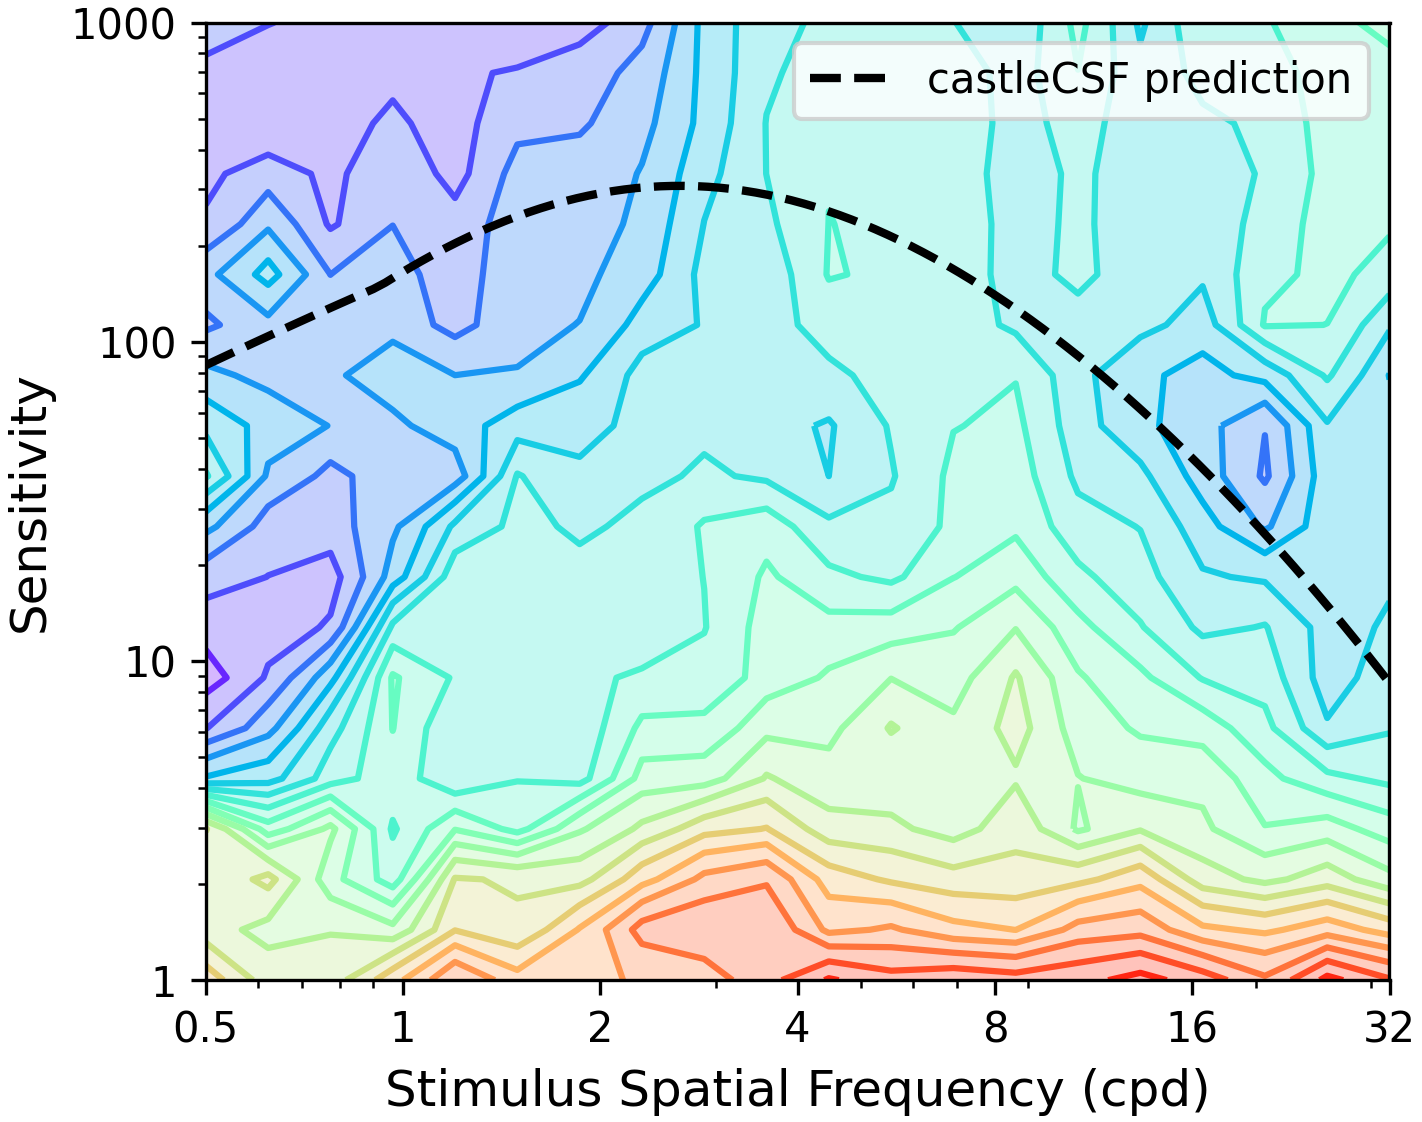 1000
100
10
1
Sensitivity
castleCSF prediction
0.5 1 2 4 8 16 32
Stimulus Spatial Frequency (cpd)